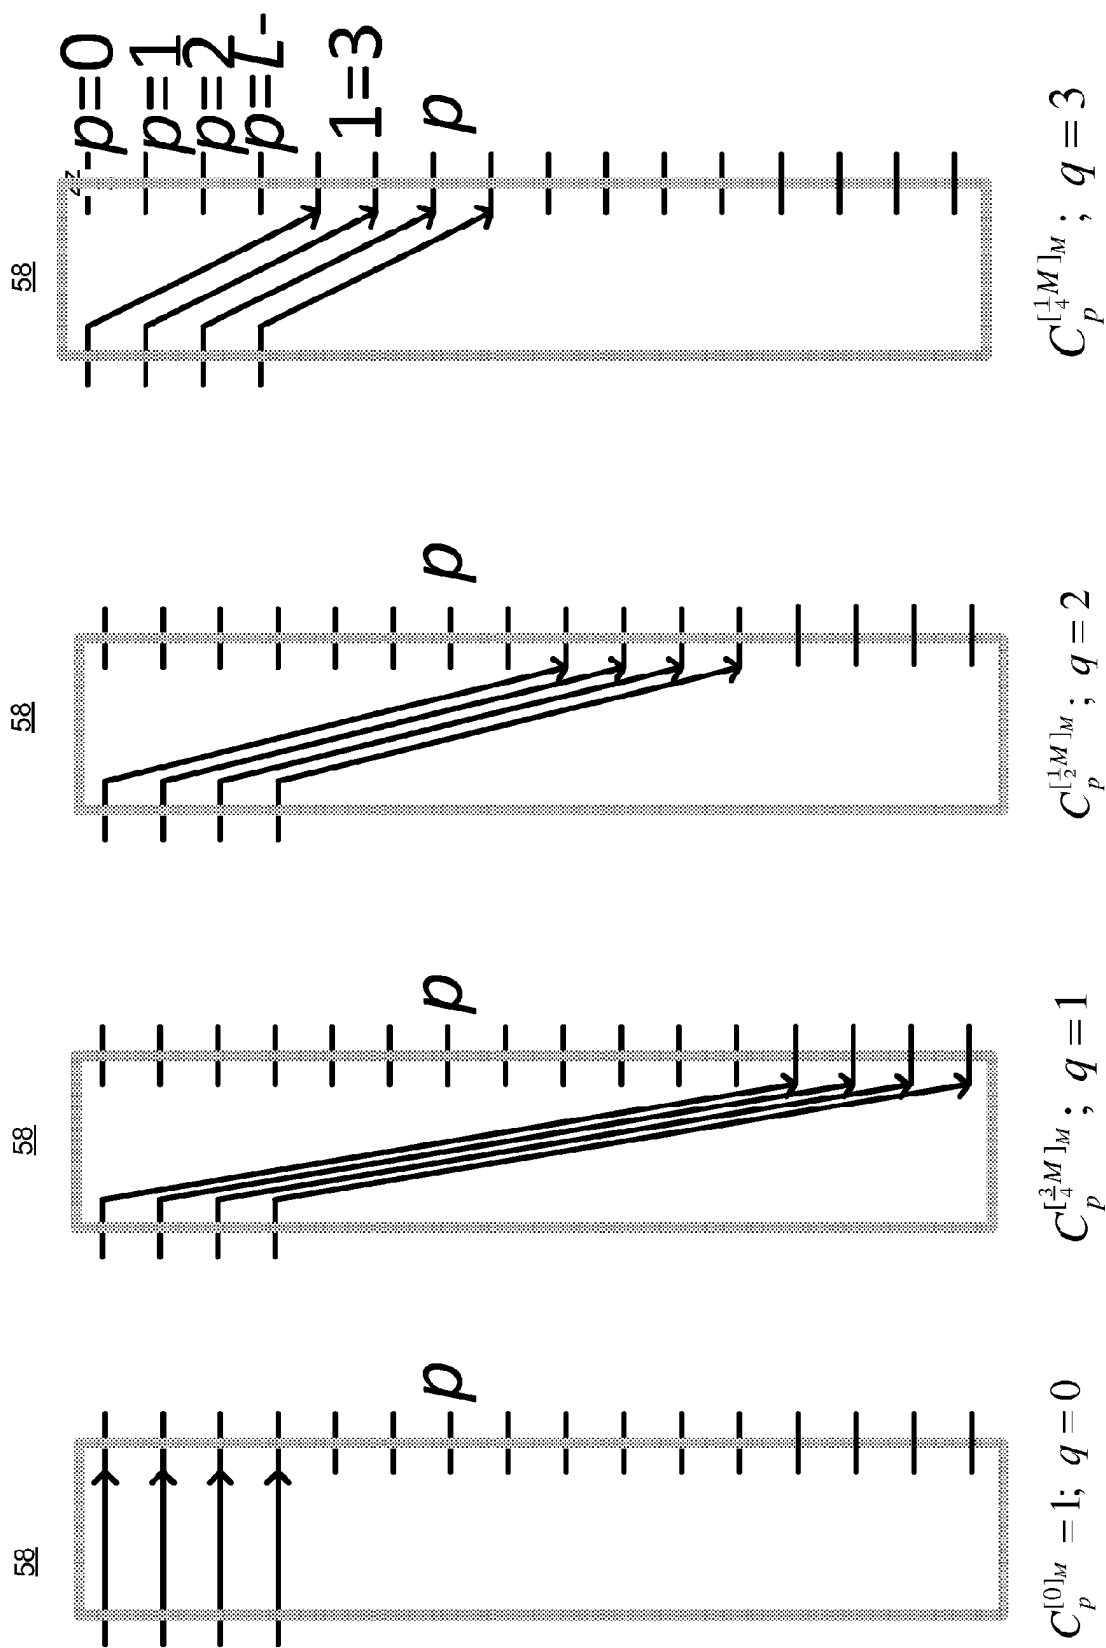 58
58
58
58
p=0
p=1
p=2
p=L-
1=3
p
p
p
p
C_p^{[0]_M} = 1; q = 0
C_p^{[\frac{3}{4}M]_M}; q = 1
C_p^{[\frac{1}{2}M]_M}; q = 2
C_p^{[\frac{1}{4}M]_M}; q = 3